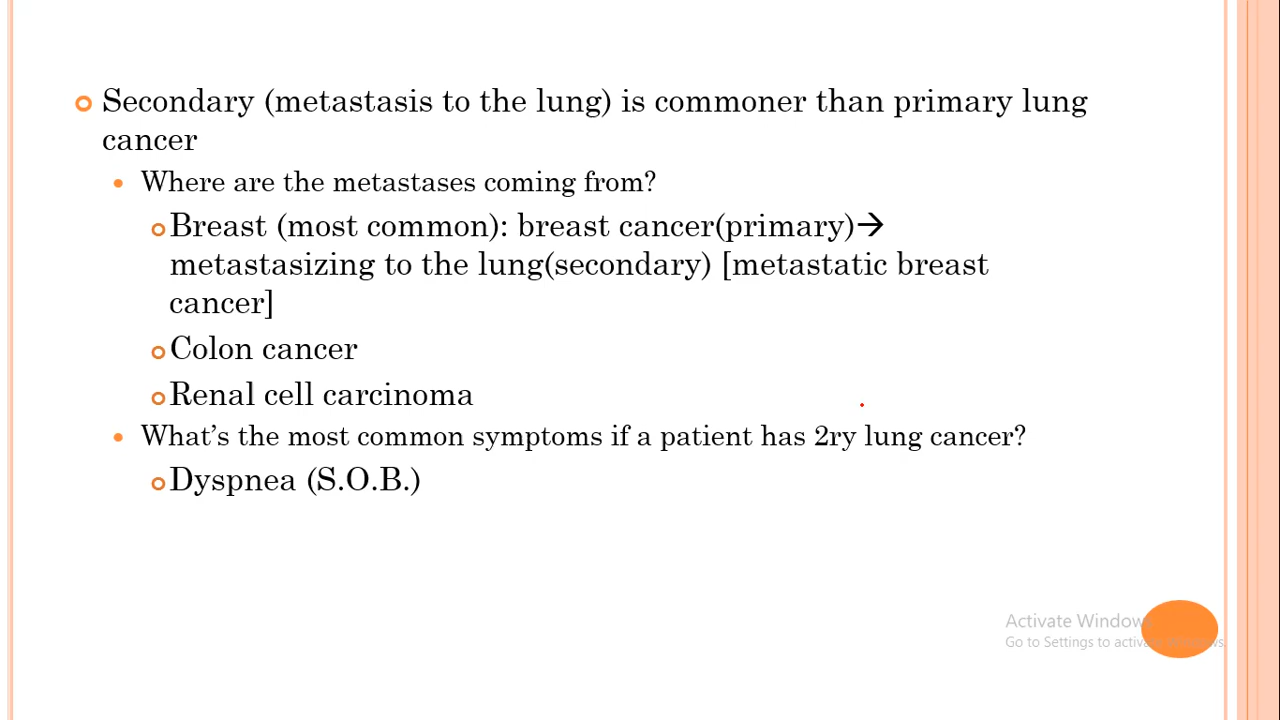 Secondary (metastasis to the lung) is commoner than primary lung
cancer
Where are the metastases coming from?
Breast (most common): breast cancer(primary)→
metastasizing to the lung(secondary) [metastatic breast
cancer]
Colon cancer
Renal cell carcinoma
What's the most common symptoms if a patient has 2ry lung cancer?
Dyspnea (S.O.B.)
Activate Windows
Go to Settings to activate Windows.